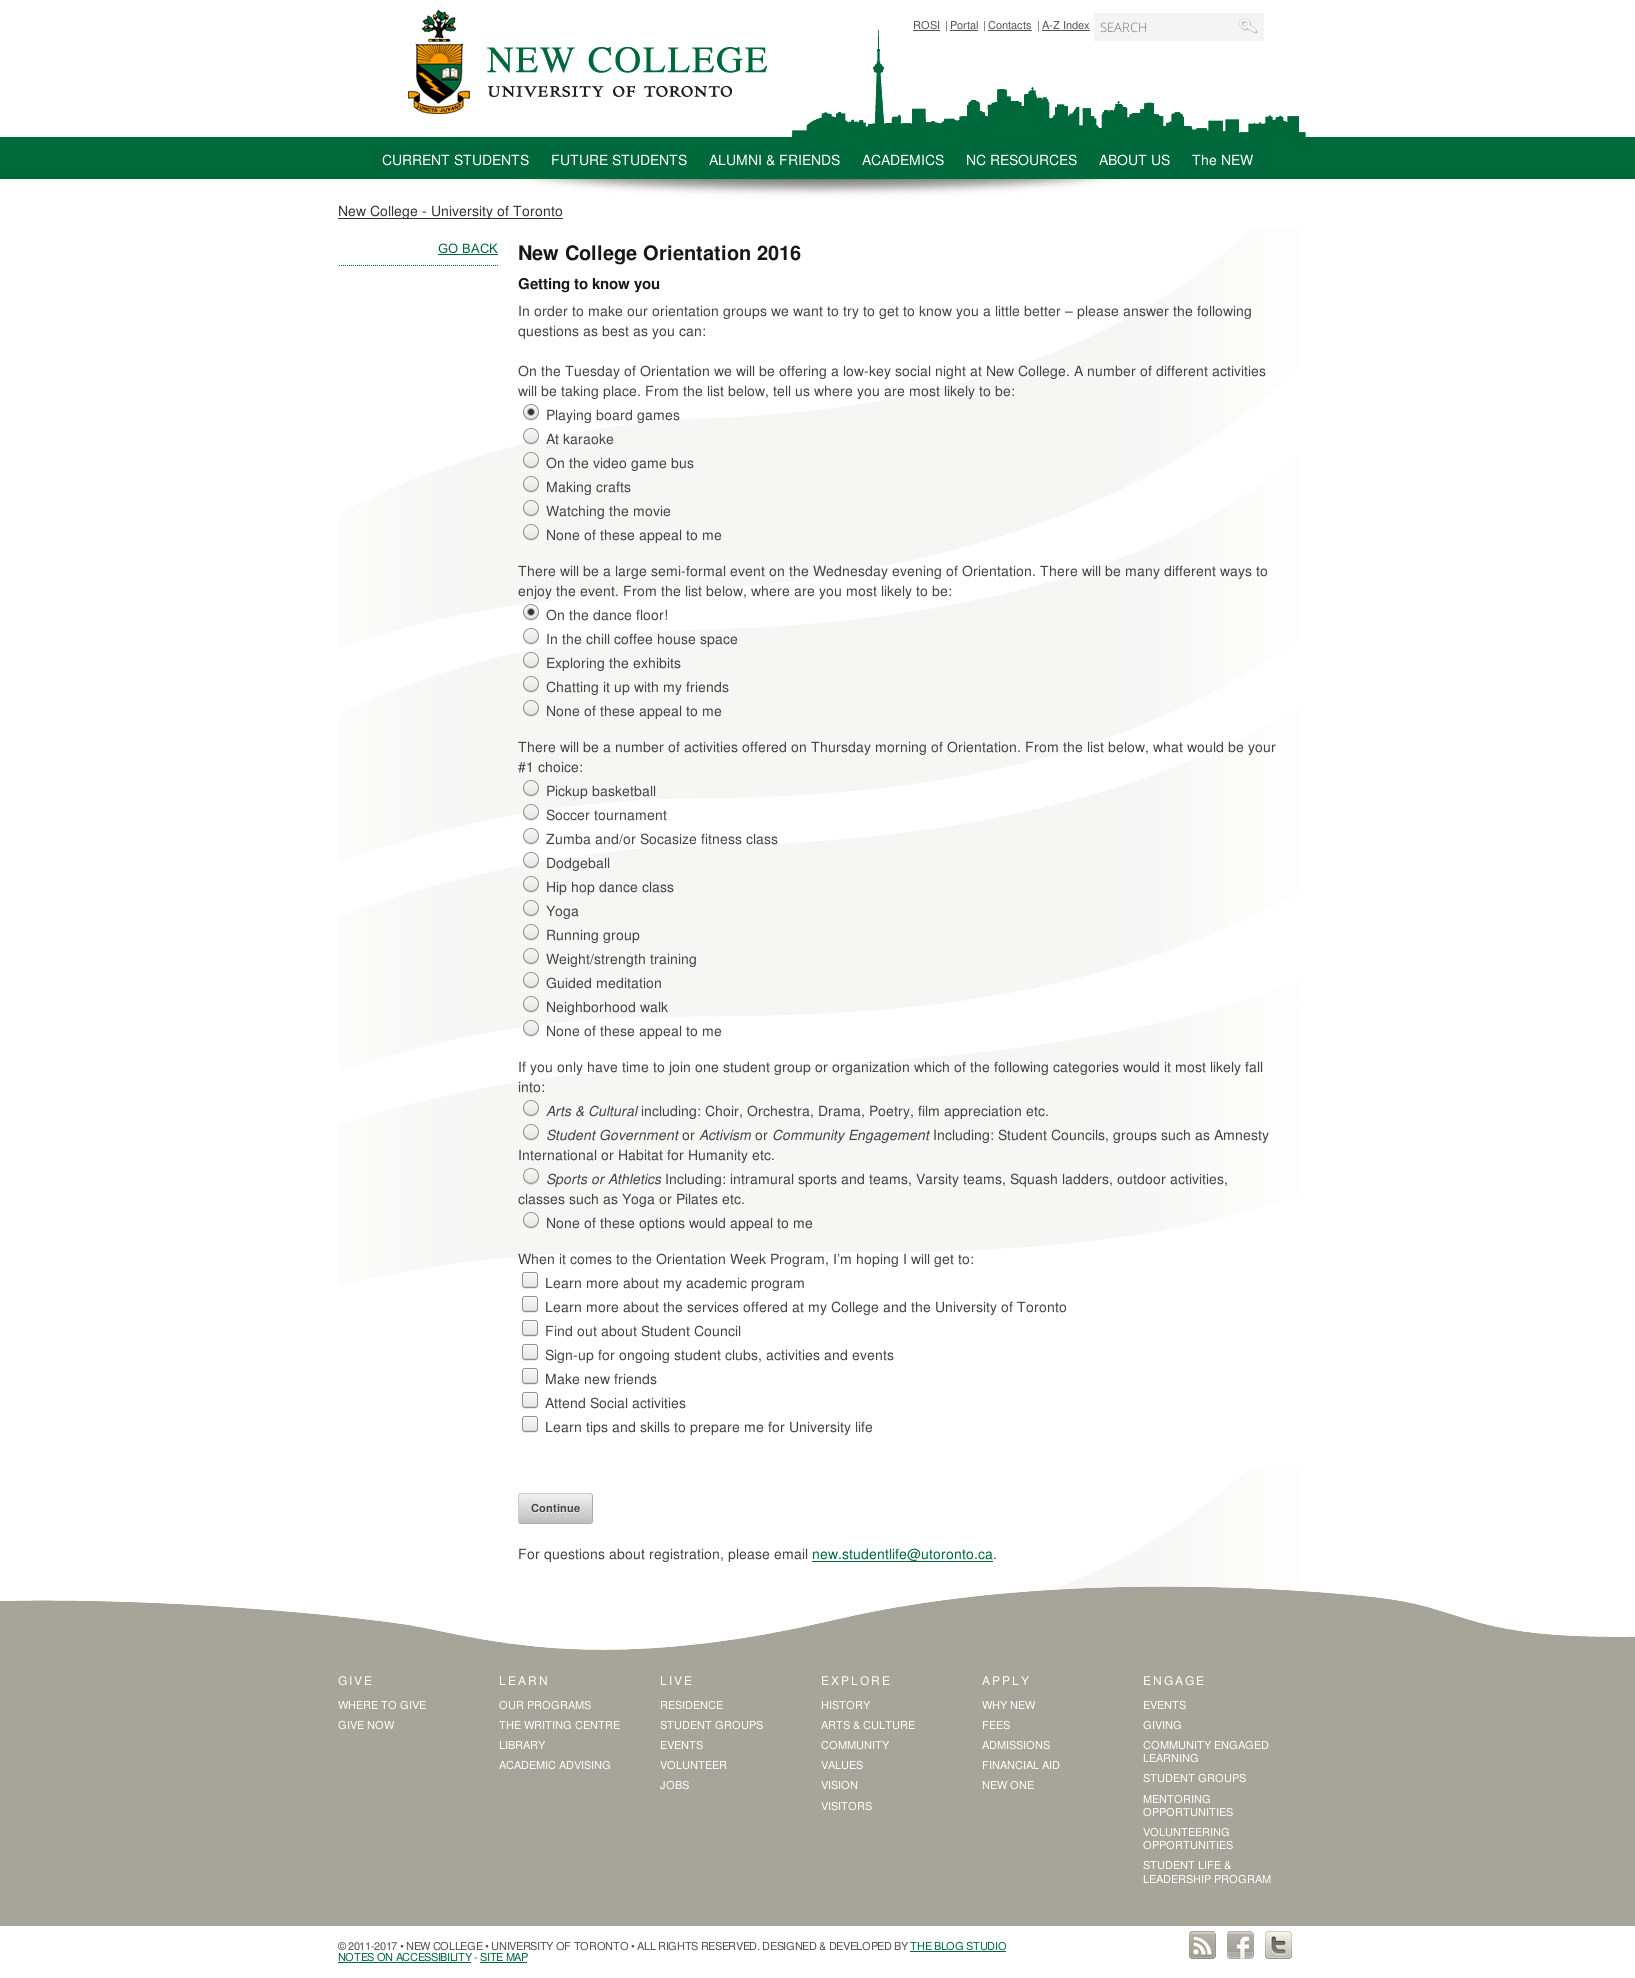 ROSI | Portal | Contacts | A-Z Index SEARCH
NEW COLLEGE
UNIVERSITY OF TORONTO
CURRENT STUDENTS FUTURE STUDENTS ALUMNI & FRIENDS ACADEMICS NC RESOURCES ABOUT US The NEW
New College - University of Toronto
GO BACK
New College Orientation 2016
Getting to know you
In order to make our orientation groups we want to try to get to know you a little better – please answer the following
questions as best as you can:
On the Tuesday of Orientation we will be offering a low-key social night at New College. A number of different activities
will be taking place. From the list below, tell us where you are most likely to be:
Playing board games
At karaoke
On the video game bus
Making crafts
Watching the movie
None of these appeal to me
There will be a large semi-formal event on the Wednesday evening of Orientation. There will be many different ways to
enjoy the event. From the list below, where are you most likely to be:
On the dance floor!
In the chill coffee house space
Exploring the exhibits
Chatting it up with my friends
None of these appeal to me
There will be a number of activities offered on Thursday morning of Orientation. From the list below, what would be your
#1 choice:
Pickup basketball
Soccer tournament
Zumba and/or Socasize fitness class
Dodgeball
Hip hop dance class
Yoga
Running group
Weight/strength training
Guided meditation
Neighborhood walk
None of these appeal to me
If you only have time to join one student group or organization which of the following categories would it most likely fall
into:
Arts & Cultural including: Choir, Orchestra, Drama, Poetry, film appreciation etc.
Student Government or Activism or Community Engagement Including: Student Councils, groups such as Amnesty
International or Habitat for Humanity etc.
Sports or Athletics Including: intramural sports and teams, Varsity teams, Squash ladders, outdoor activities,
classes such as Yoga or Pilates etc.
None of these options would appeal to me
When it comes to the Orientation Week Program, I'm hoping I will get to:
Learn more about my academic program
Learn more about the services offered at my College and the University of Toronto
Find out about Student Council
Sign-up for ongoing student clubs, activities and events
Make new friends
Attend Social activities
Learn tips and skills to prepare me for University life
Continue
For questions about registration, please email new.studentlife@utoronto.ca.
GIVE
WHERE TO GIVE
GIVE NOW
LEARN
OUR PROGRAMS
THE WRITING CENTRE
LIBRARY
ACADEMIC ADVISING
LIVE
RESIDENCE
STUDENT GROUPS
EVENTS
VOLUNTEER
JOBS
EXPLORE
HISTORY
ARTS & CULTURE
COMMUNITY
VALUES
VISION
VISITORS
APPLY
WHY NEW
FEES
ADMISSIONS
FINANCIAL AID
NEW ONE
ENGAGE
EVENTS
GIVING
COMMUNITY ENGAGED
LEARNING
STUDENT GROUPS
MENTORING
OPPORTUNITIES
VOLUNTEERING
OPPORTUNITIES
STUDENT LIFE &
LEADERSHIP PROGRAM
© 2011-2017 • NEW COLLEGE • UNIVERSITY OF TORONTO • ALL RIGHTS RESERVED. DESIGNED & DEVELOPED BY THE BLOG STUDIO
NOTES ON ACCESSIBILITY - SITE MAP